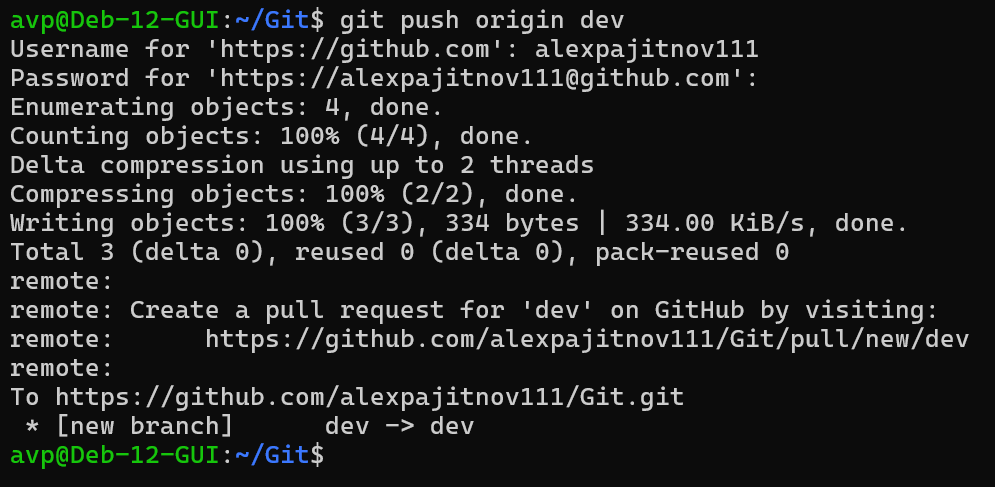 avp@Deb-12-GUI:~/Git$ git push origin dev
Username for 'https://github.com': alexpajitnov111
Password for 'https://alexpajitnov111@github.com':
Enumerating objects: 4, done.
Counting objects: 100% (4/4), done.
Delta compression using up to 2 threads
Compressing objects: 100% (2/2), done.
Writing objects: 100% (3/3), 334 bytes | 334.00 KiB/s, done.
Total 3 (delta 0), reused 0 (delta 0), pack-reused 0
remote:
remote: Create a pull request for 'dev' on GitHub by visiting:
remote:      https://github.com/alexpajitnov111/Git/pull/new/dev
remote:
To https://github.com/alexpajitnov111/Git.git
 * [new branch]      dev -> dev
avp@Deb-12-GUI:~/Git$